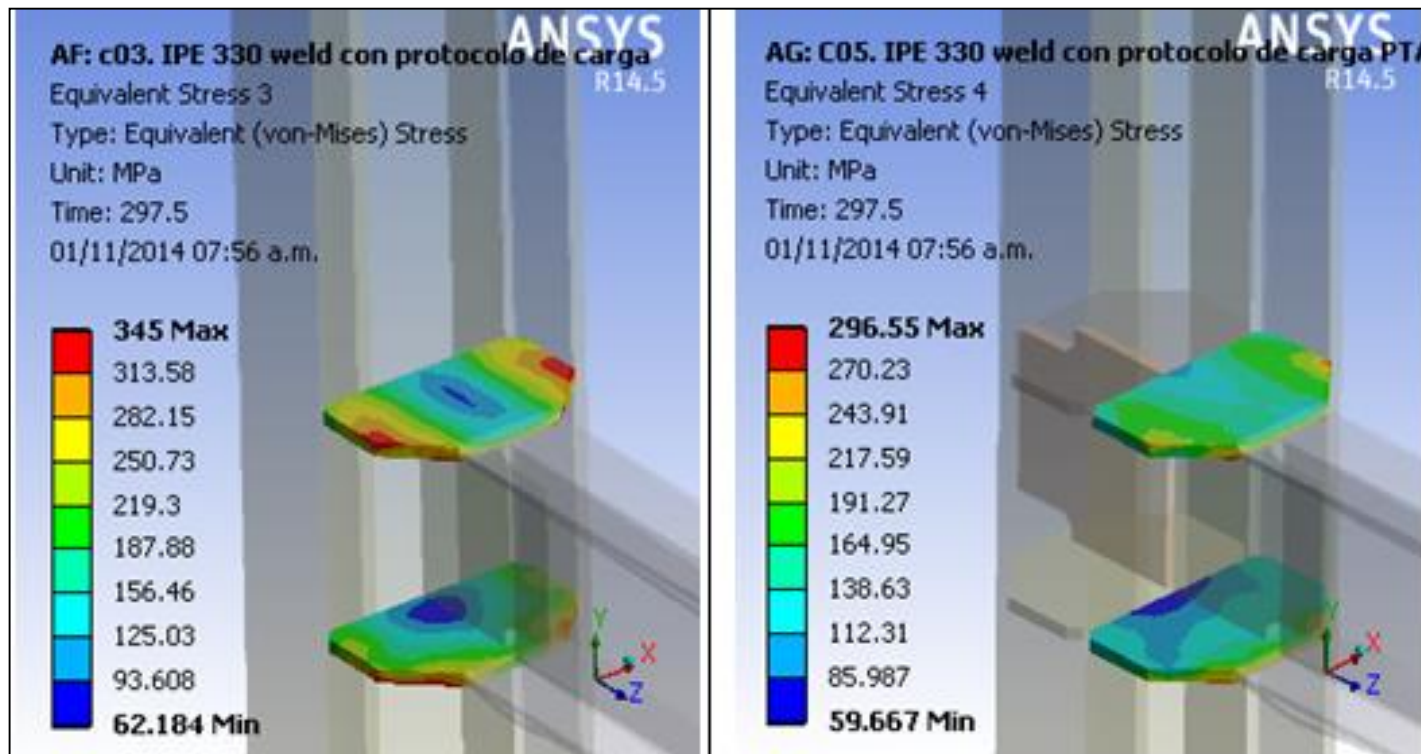 ANSYS
R14.5
AF: c03. IPE 330 weld con protocolo de carga
Equivalent Stress 3
Type: Equivalent (von-Mises) Stress
Unit: MPa
Time: 297.5
01/11/2014 07:56 a.m.
345 Max
313.58
282.15
250.73
219.3
187.88
156.46
125.03
93.608
62.184 Min
Y
X
Z
ANSYS
R14.5
AG: C05. IPE 330 weld con protocolo de carga PTA
Equivalent Stress 4
Type: Equivalent (von-Mises) Stress
Unit: MPa
Time: 297.5
01/11/2014 07:56 a.m.
296.55 Max
270.23
243.91
217.59
191.27
164.95
138.63
112.31
85.987
59.667 Min
Y
X
Z